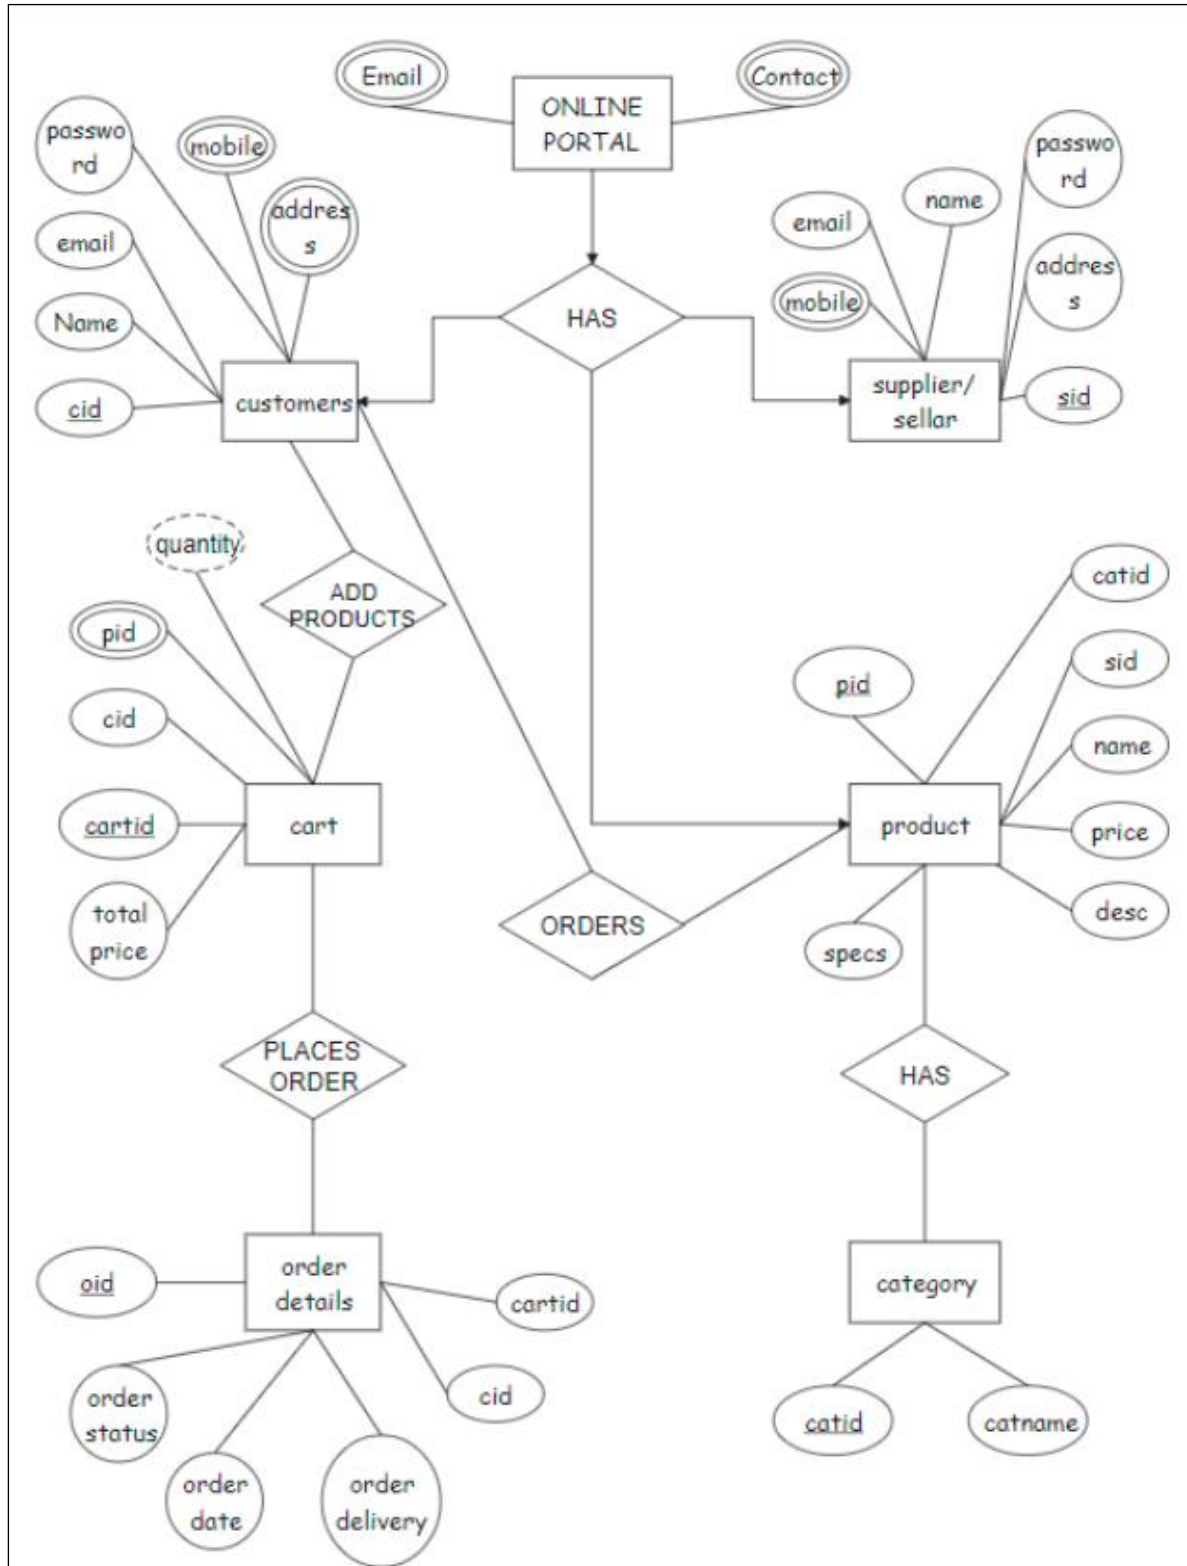 Email
Contact
ONLINE
PORTAL
passwo
rd
mobile
addres
s
email
Name
cid
customers
HAS
email
name
mobile
passwo
rd
addres
s
sid
supplier/
sellar
quantity
ADD
PRODUCTS
pid
cid
cartid
total
price
cart
ORDERS
pid
catid
sid
name
price
desc
specs
product
PLACES
ORDER
HAS
oid
order
details
cartid
cid
order
status
order
date
order
delivery
category
catid
catname